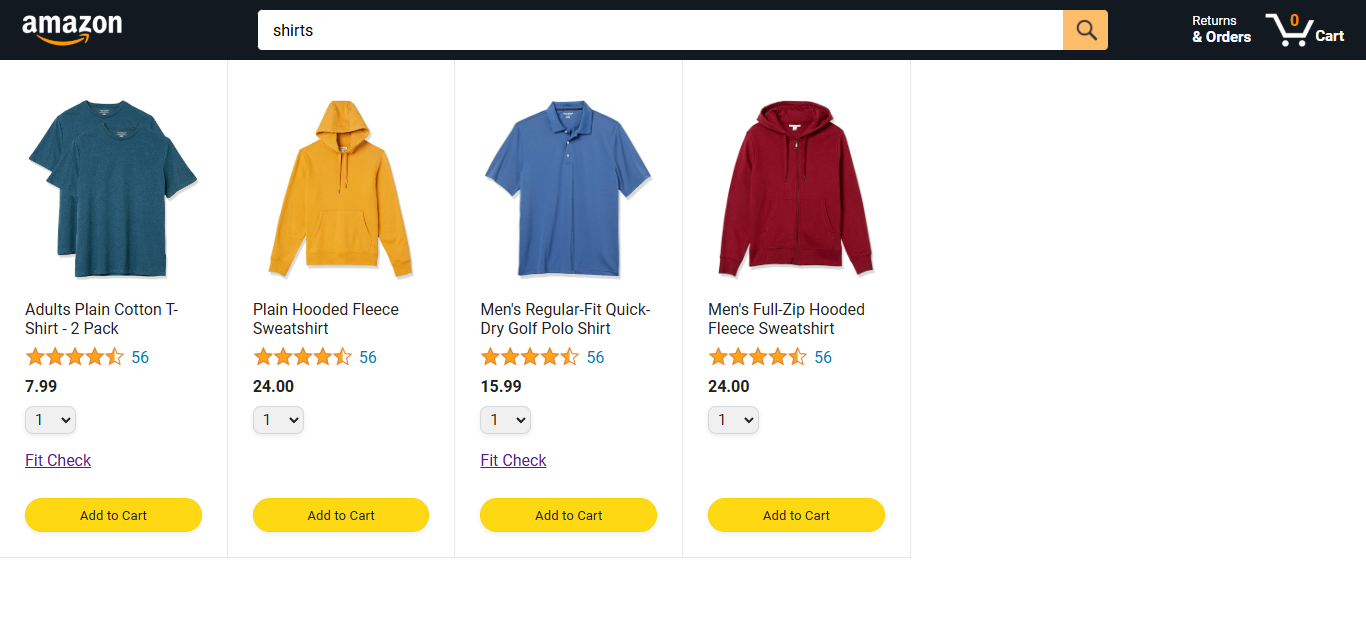 amazon
shirts
Returns
& Orders
0
Cart
Adults Plain Cotton T-
Shirt - 2 Pack
56
7.99
1
Fit Check
Add to Cart
Plain Hooded Fleece
Sweatshirt
56
24.00
1
Add to Cart
Men's Regular-Fit Quick-
Dry Golf Polo Shirt
56
15.99
1
Fit Check
Add to Cart
Men's Full-Zip Hooded
Fleece Sweatshirt
56
24.00
1
Add to Cart